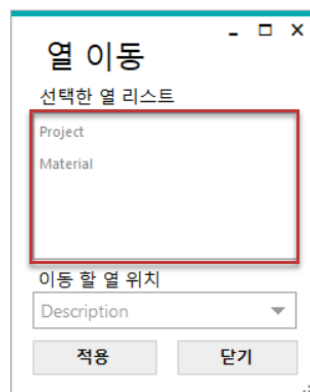 열 이동
선택한 열 리스트
Project
Material
이동 할 열 위치
Description
적용 닫기